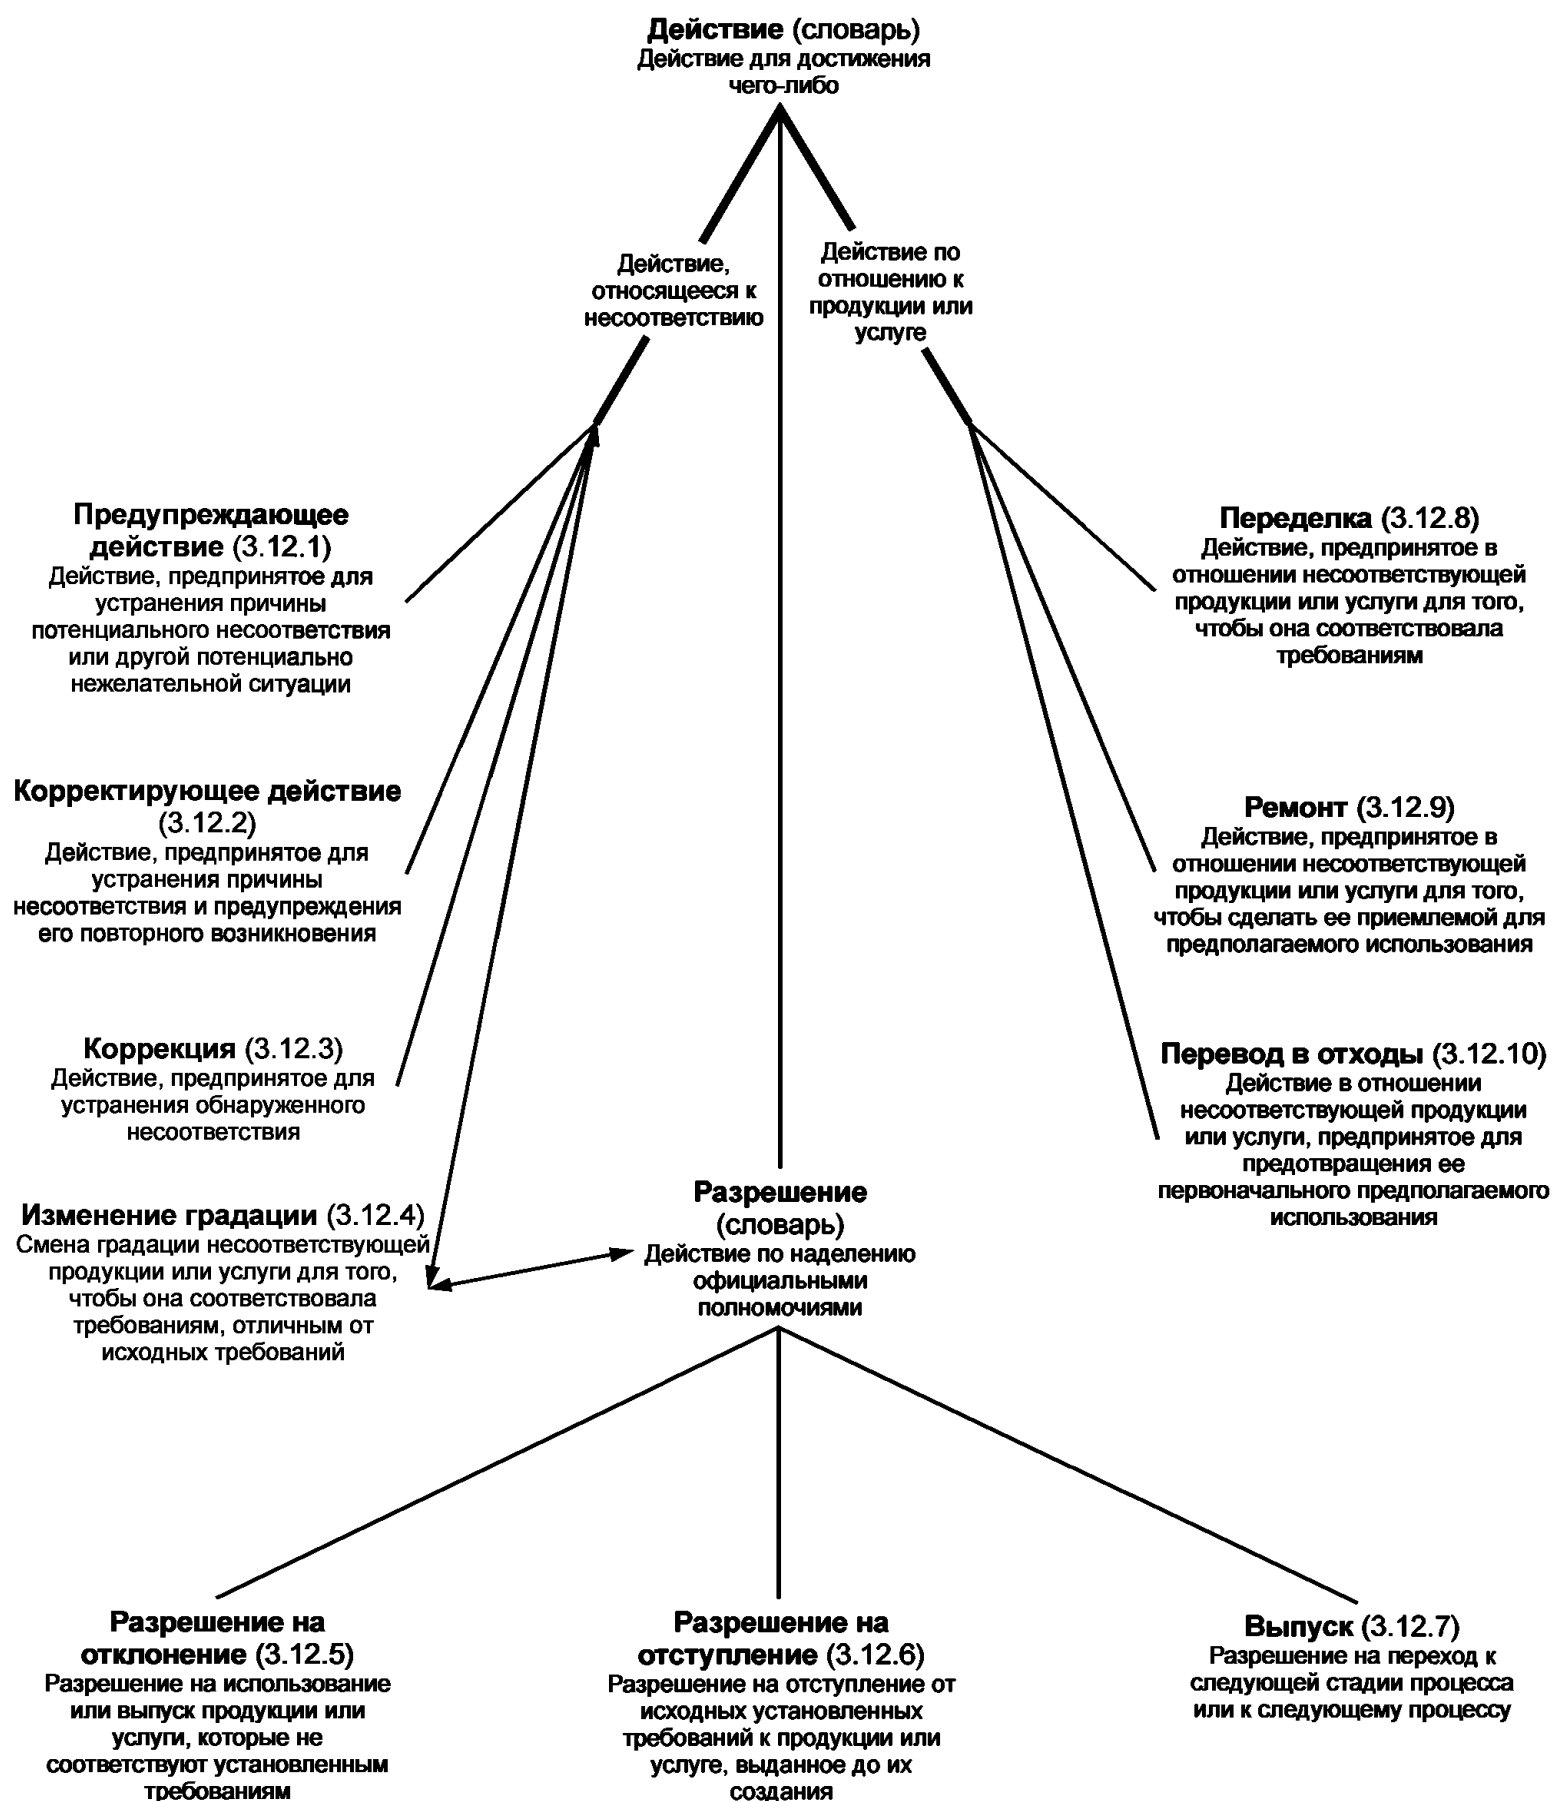 Действие (словарь)
Действие для достижения
чего-либо
Действие,
относящееся к
несоответствию
Действие по
отношению к
продукции или
услуге
Предупреждающее
действие (3.12.1)
Действие, предпринятое для
устранения причины
потенциального несоответствия
или другой потенциально
нежелательной ситуации
Переделка (3.12.8)
Действие, предпринятое в
отношении несоответствующей
продукции или услуги для того,
чтобы она соответствовала
требованиям
Корректирующее действие
(3.12.2)
Действие, предпринятое для
устранения причины
несоответствия и предупреждения
его повторного возникновения
Ремонт (3.12.9)
Действие, предпринятое в
отношении несоответствующей
продукции или услуги для того,
чтобы сделать ее приемлемой для
предполагаемого использования
Коррекция (3.12.3)
Действие, предпринятое для
устранения обнаруженного
несоответствия
Перевод в отходы (3.12.10)
Действие в отношении
несоответствующей продукции
или услуги, предпринятое для
предотвращения ее
первоначального предполагаемого
использования
Изменение градации (3.12.4)
Смена градации несоответствующей
продукции или услуги для того,
чтобы она соответствовала
требованиям, отличным от
исходных требований
Разрешение
(словарь)
Действие по наделению
официальными
полномочиями
Разрешение на
отклонение (3.12.5)
Разрешение на использование
или выпуск продукции или
услуги, которые не
соответствуют установленным
требованиям
Разрешение на
отступление (3.12.6)
Разрешение на отступление от
исходных установленных
требований к продукции или
услуге, выданное до их
создания
Выпуск (3.12.7)
Разрешение на переход к
следующей стадии процесса
или к следующему процессу